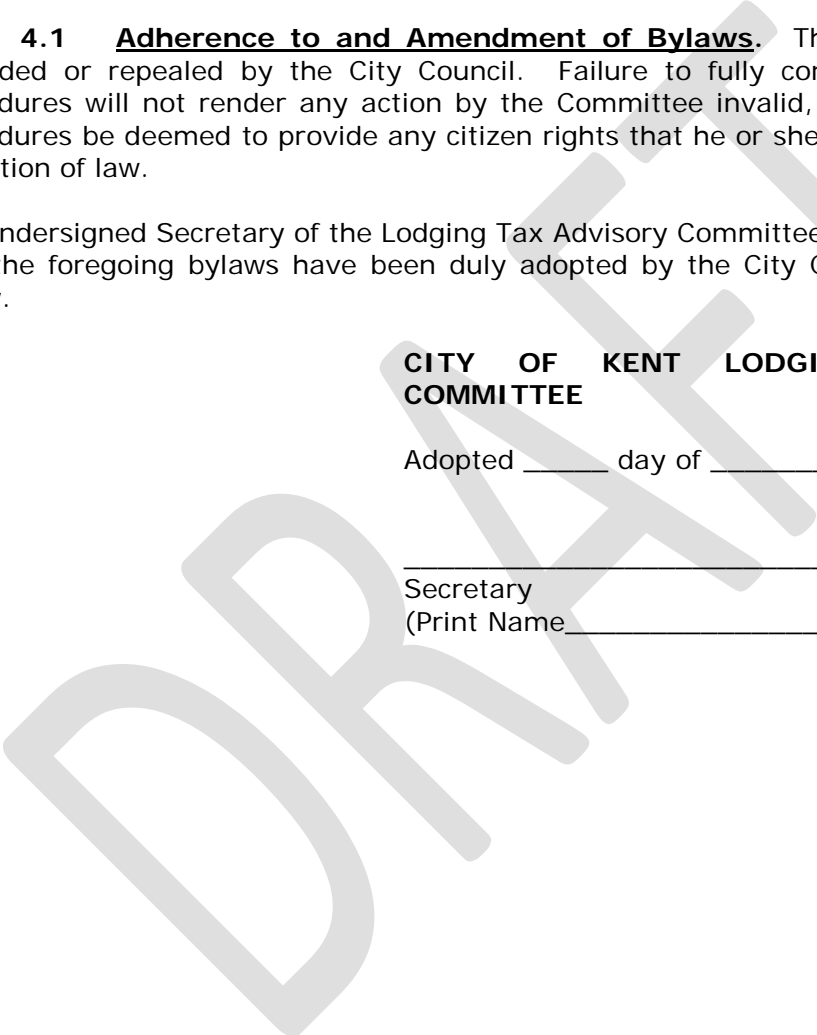 4.1 Adherence to and Amendment of Bylaws. Th
ded or repealed by the City Council. Failure to fully con
dures will not render any action by the Committee invalid,
dures be deemed to provide any citizen rights that he or she
tion of law.
ndersigned Secretary of the Lodging Tax Advisory Committee
the foregoing bylaws have been duly adopted by the City
.
CITY OF KENT LODGI
COMMITTEE
Adopted _____ day of _______
_________________________
Secretary
(Print Name_______________
DRAFT